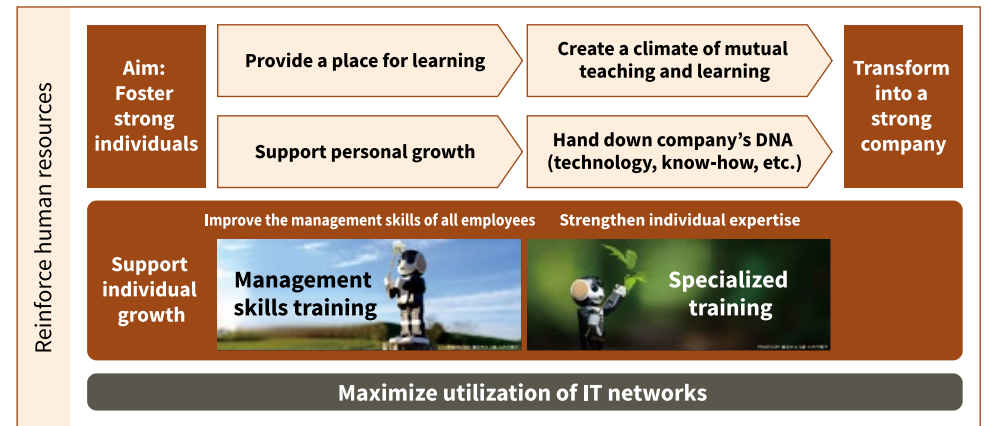 Reinforce human resources
Aim:
Foster
strong
individuals
Provide a place for learning
Create a climate of mutual
teaching and learning
Support personal growth
Hand down company's DNA
(technology, know-how, etc.)
Transform
into a
strong
company
Support
individual
growth
Improve the management skills of all employees
Strengthen individual expertise
Management
skills training
Specialized
training
Maximize utilization of IT networks